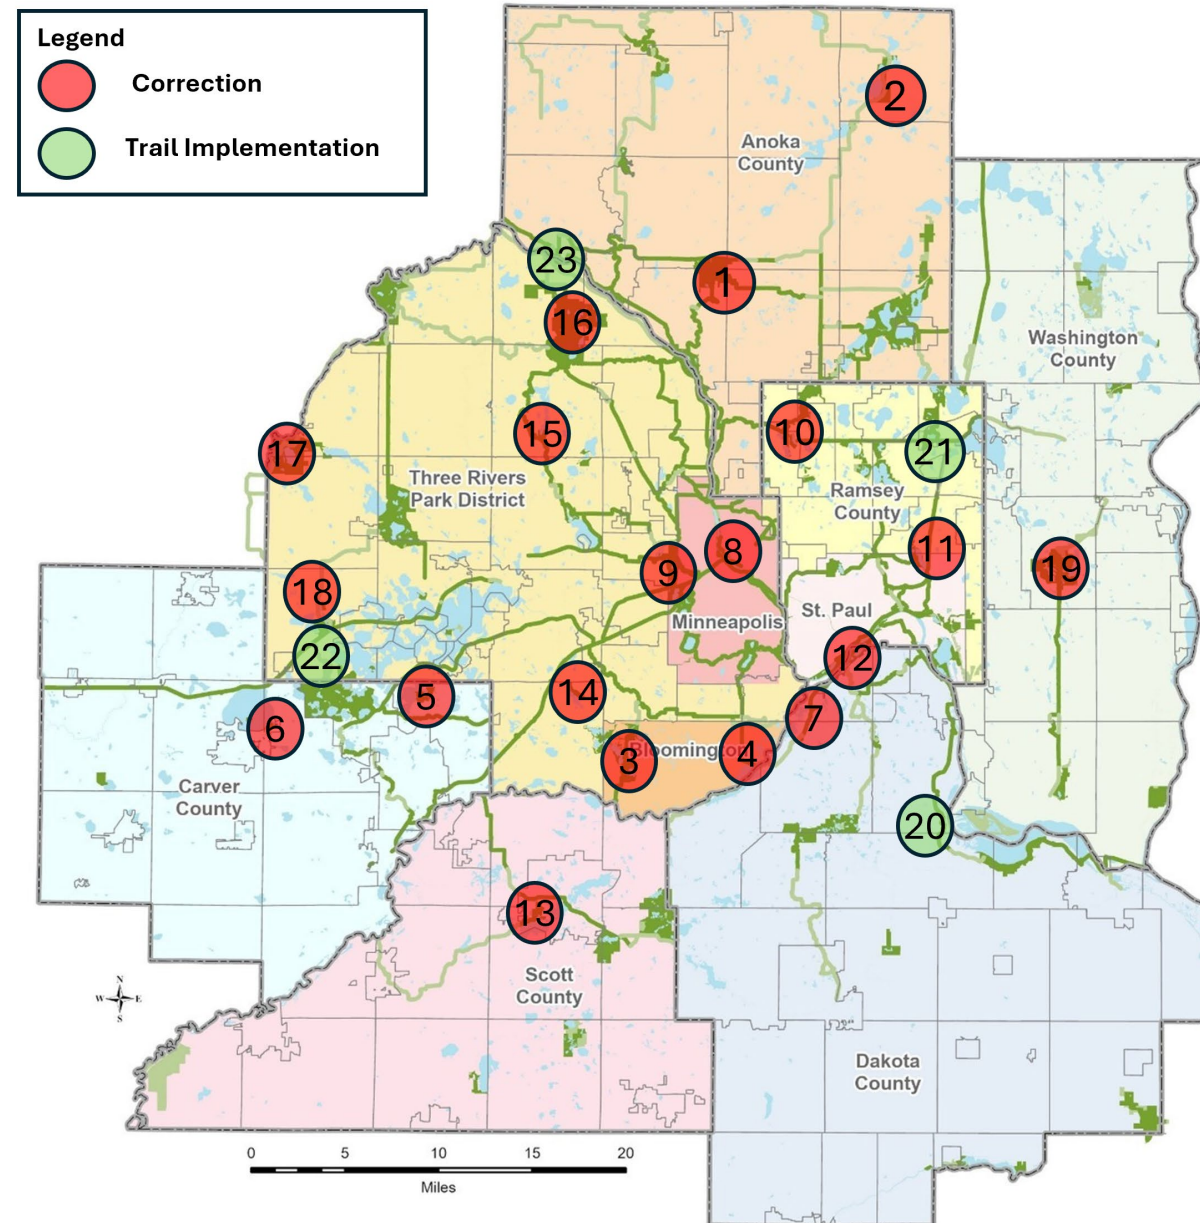 Legend
Correction
Trail Implementation
2
Anoka
County
23
1
16
Washington
County
10
15
21
17
Three Rivers
Park District
Ramsey
County
8
11
9
19
18
St. Paul
Minneapolis
22
12
5
14
7
6
Bloomington
3
4
Carver
County
20
13
Scott
County
N
W E
S
Dakota
County
0 5 10 15 20
Miles